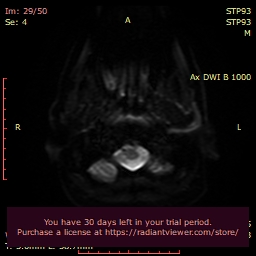 Im: 29/50
STP93
Se: 4
STP93
M
A
Ax DWI B 1000
R
L
You have 30 days left in your trial period.
Purchase a license at https://radiantviewer.com/store/